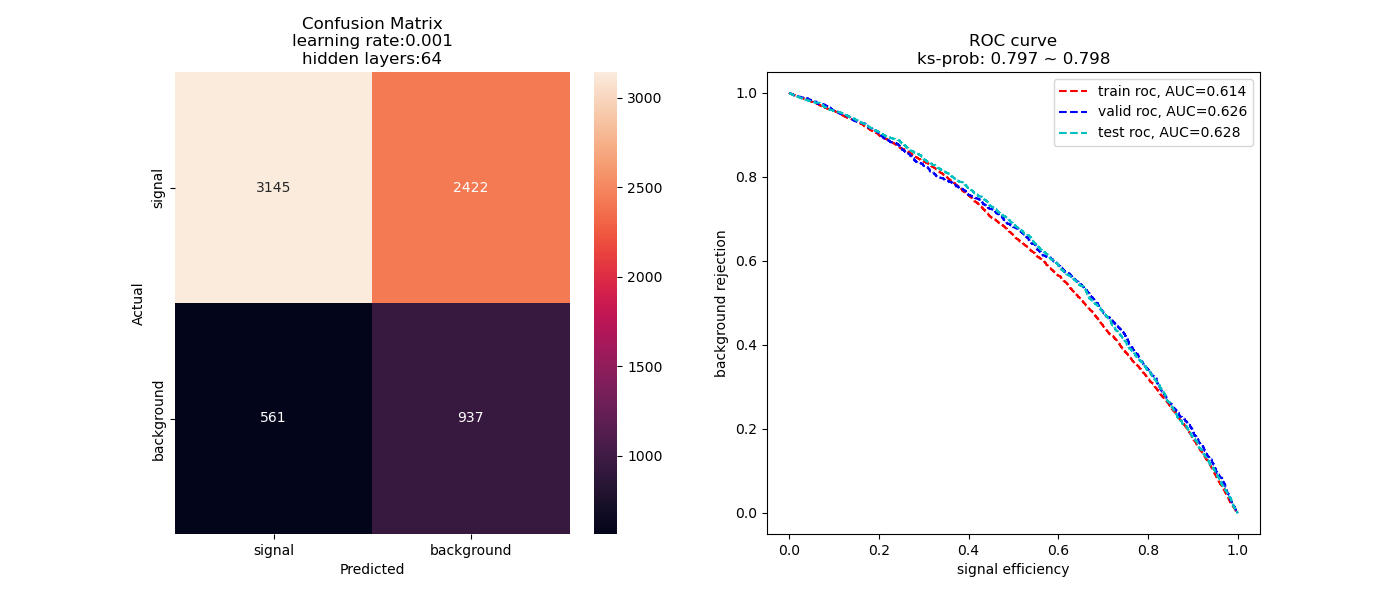 Confusion Matrix
learning rate:0.001
hidden layers:64
signal
background
Actual
3145
2422
561
937
signal
background
Predicted
3000
2500
2000
1500
1000
ROC curve
ks-prob: 0.797 ~ 0.798
train roc, AUC=0.614
valid roc, AUC=0.626
test roc, AUC=0.628
background rejection
1.0
0.8
0.6
0.4
0.2
0.0
0.0
0.2
0.4
0.6
0.8
1.0
signal efficiency